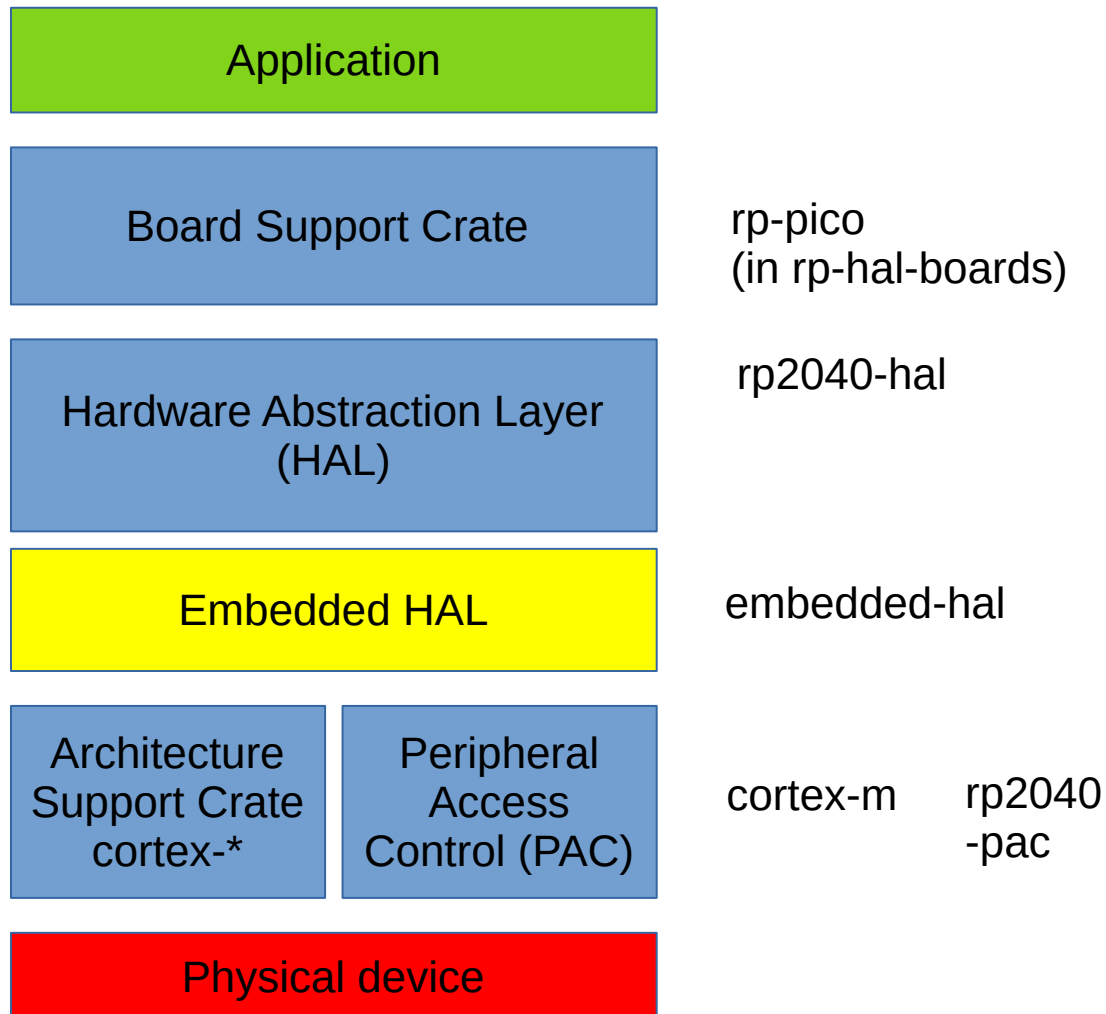 Application
Board Support Crate
rp-pico
(in rp-hal-boards)
Hardware Abstraction Layer
(HAL)
rp2040-hal
Embedded HAL
embedded-hal
Architecture
Support Crate
cortex-*
Peripheral
Access
Control (PAC)
cortex-m
rp2040
-pac
Physical device